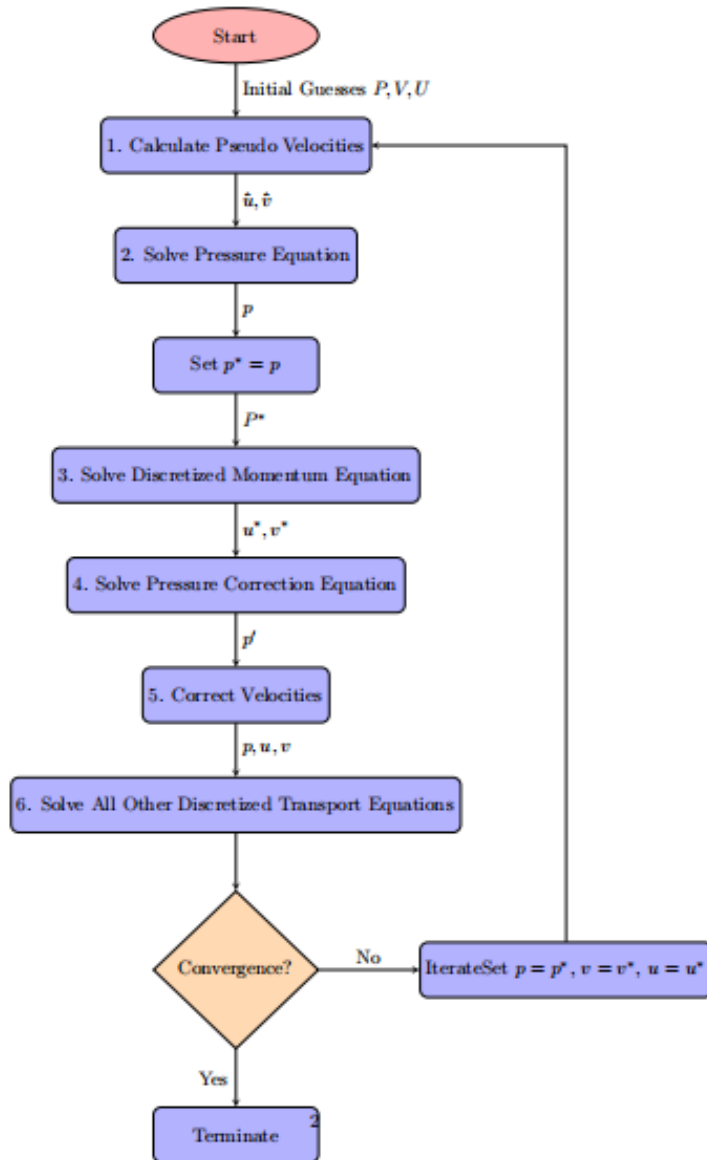 Start
Initial Guesses P, V, U
1. Calculate Pseudo Velocities
û, v̂
2. Solve Pressure Equation
p
Set p* = p
P*
3. Solve Discretized Momentum Equation
u*, v*
4. Solve Pressure Correction Equation
p′
5. Correct Velocities
p, u, v
6. Solve All Other Discretized Transport Equations
Convergence?
No
IterateSet p = p*, v = v*, u = u*
Yes
2
Terminate